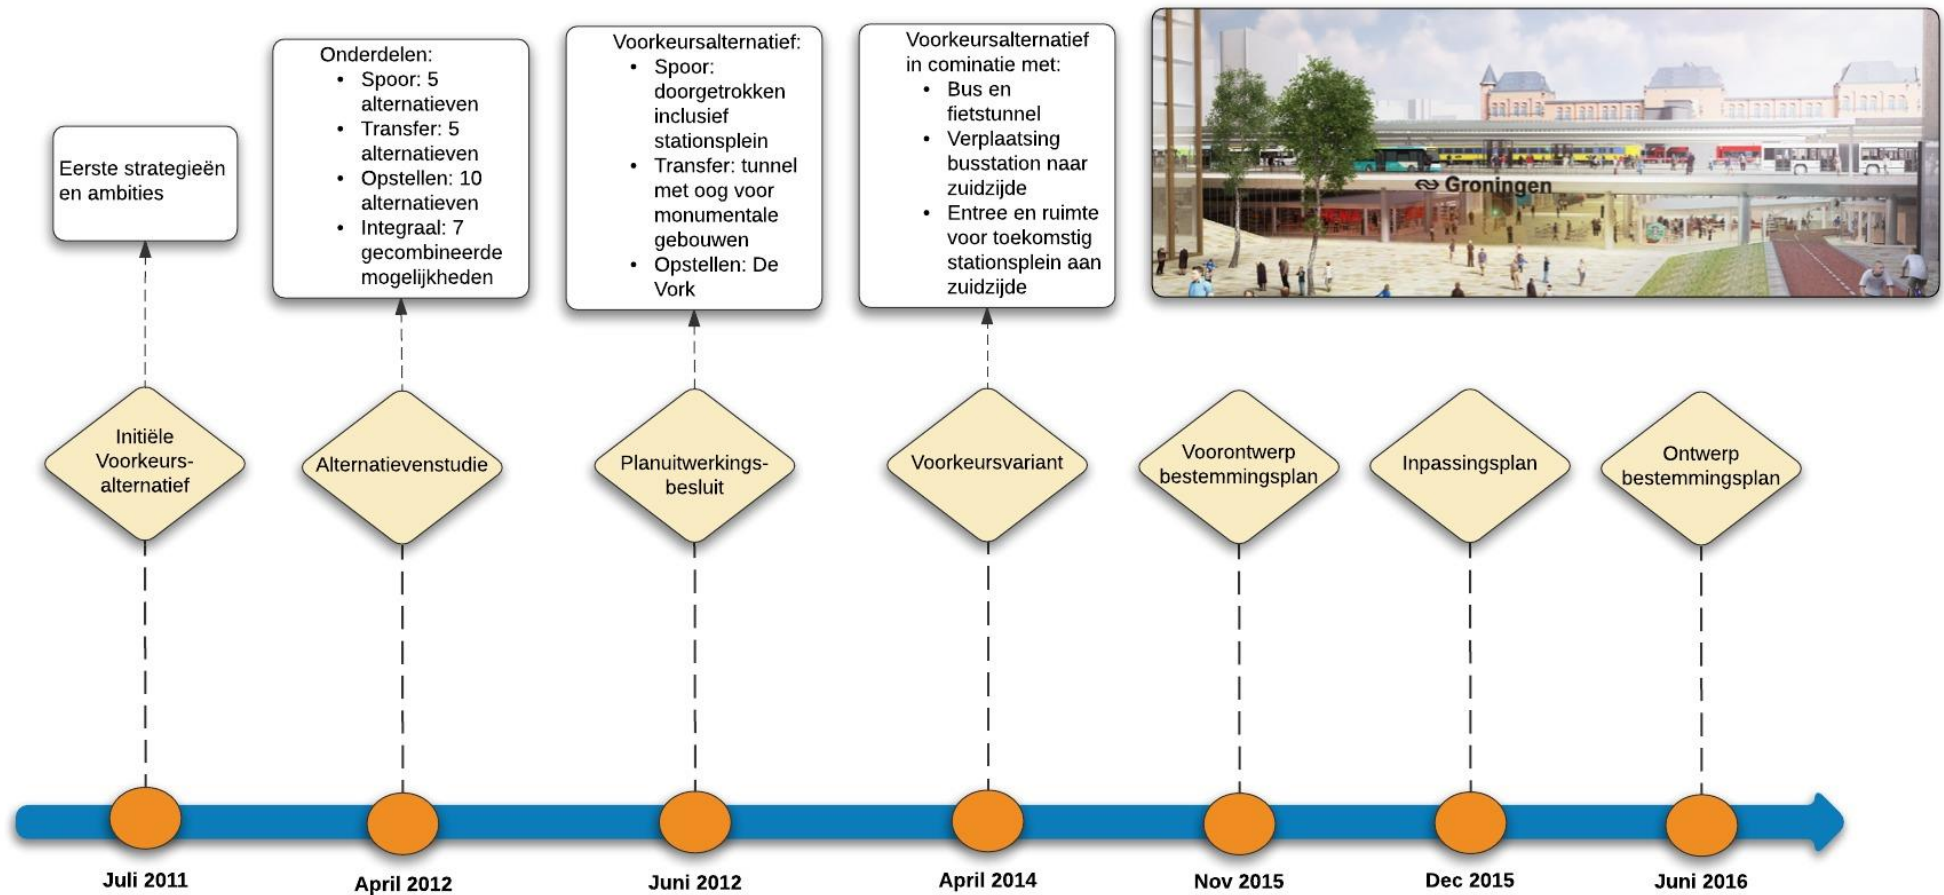 Eerste strategieën
en ambities
Onderdelen:
• Spoor: 5
alternatieven
• Transfer: 5
alternatieven
• Opstellen: 10
alternatieven
• Integraal: 7
gecombineerde
mogelijkheden
Voorkeursalternatief:
• Spoor:
doorgetrokken
inclusief
stationsplein
• Transfer: tunnel
met oog voor
monumentale
gebouwen
• Opstellen: De
Vork
Voorkeursalternatief
in cominatie met:
• Bus en
fietstunnel
• Verplaatsing
busstation naar
zuidzijde
• Entree en ruimte
voor toekomstig
stationsplein aan
zuidzijde
Groningen
Initiële
Voorkeurs-
alternatief
Alternatievenstudie
Planuitwerkings-
besluit
Voorkeursvariant
Voorontwerp
bestemmingsplan
Inpassingsplan
Ontwerp
bestemmingsplan
Juli 2011
April 2012
Juni 2012
April 2014
Nov 2015
Dec 2015
Juni 2016